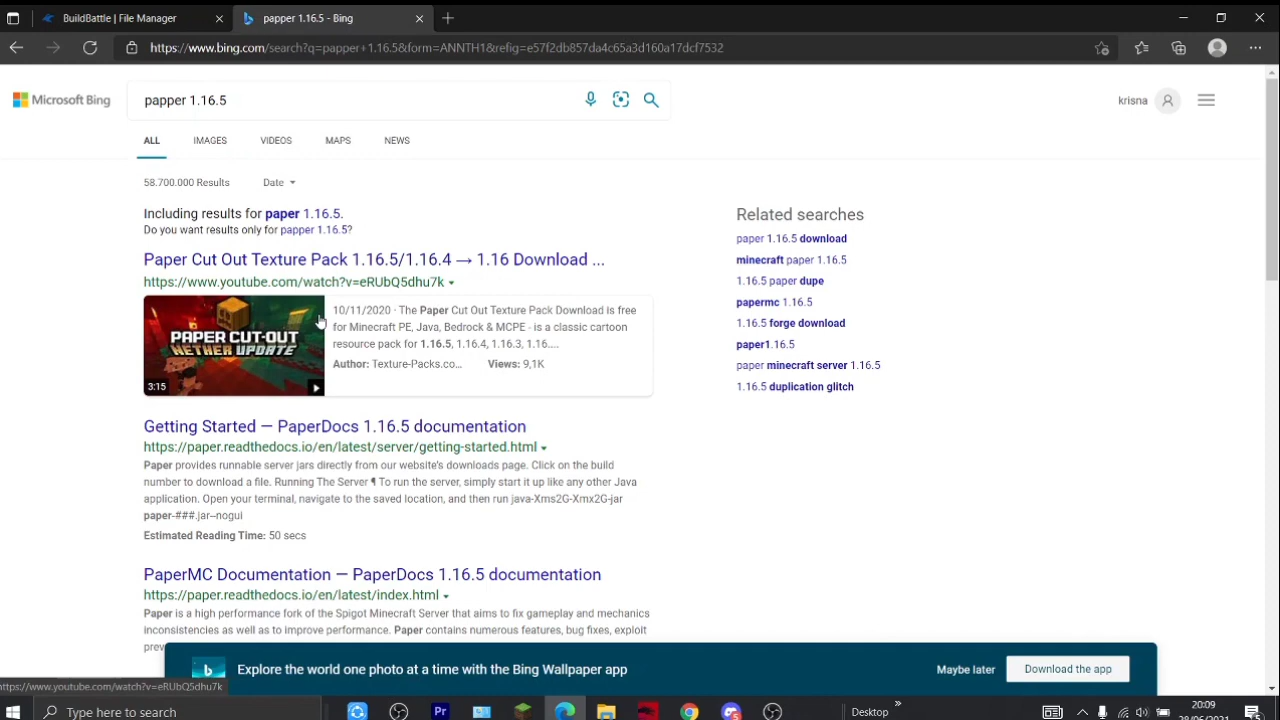 BuildBattle | File Manager
papper 1.16.5 - Bing
https://www.bing.com/search?q=papper+1.16.5&form=ANNTH1&refig=e57f2db857da4c65a3d160a17dcf7532
Microsoft Bing
papper 1.16.5
krisna
ALL
IMAGES
VIDEOS
MAPS
NEWS
58.700.000 Results
Date
Including results for paper 1.16.5.
Do you want results only for papper 1.16.5?
Paper Cut Out Texture Pack 1.16.5/1.16.4 → 1.16 Download ...
https://www.youtube.com/watch?v=eRUbQ5dhu7k
PAPER CUT-OUT
NETHER UPDATE
3:15
10/11/2020 · The Paper Cut Out Texture Pack Download is free
for Minecraft PE, Java, Bedrock & MCPE · is a classic cartoon
resource pack for 1.16.5, 1.16.4, 1.16.3, 1.16....
Author: Texture-Packs.co...
Views: 9,1K
Getting Started — PaperDocs 1.16.5 documentation
https://paper.readthedocs.io/en/latest/server/getting-started.html
Paper provides runnable server jars directly from our website's downloads page. Click on the build
number to download a file. Running The Server ¶ To run the server, simply start it up like any other Java
application. Open your terminal, navigate to the saved location, and then run java-Xms2G-Xmx2G-jar
paper-###.jar--nogui
Estimated Reading Time: 50 secs
PaperMC Documentation — PaperDocs 1.16.5 documentation
https://paper.readthedocs.io/en/latest/index.html
Paper is a high performance fork of the Spigot Minecraft Server that aims to fix gameplay and mechanics
inconsistencies as well as to improve performance. Paper contains numerous features, bug fixes, exploit
Related searches
paper 1.16.5 download
minecraft paper 1.16.5
1.16.5 paper dupe
papermc 1.16.5
1.16.5 forge download
paper1.16.5
paper minecraft server 1.16.5
1.16.5 duplication glitch
Explore the world one photo at a time with the Bing Wallpaper app
Maybe later
Download the app
https://www.youtube.com/watch?v=eRUbQ5dhu7k
Type here to search
Pr
Desktop
20:09